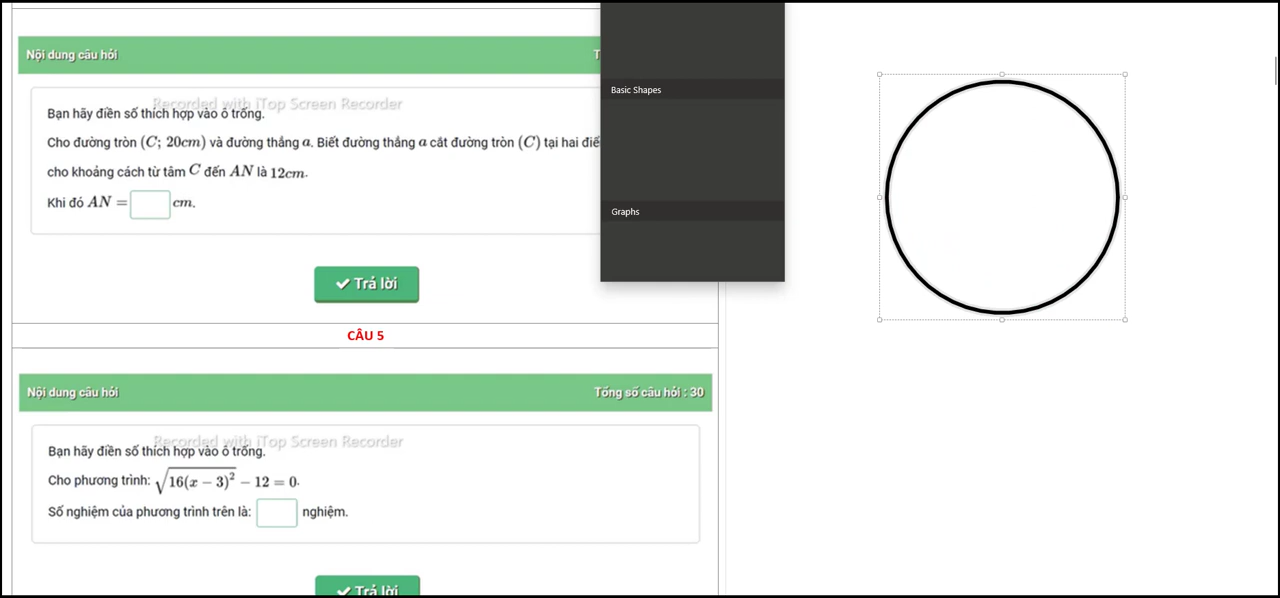 Nội dung câu hỏi
Recorded with iTop Screen Recorder
Bạn hãy điền số thích hợp vào ô trống.
Cho đường tròn (C; 20cm) và đường thẳng a. Biết đường thẳng a cắt đường tròn (C) tại hai
cho khoảng cách từ tâm C đến AN là 12cm.
Khi đó AN = cm.
Trả lời
CÂU 5
Nội dung câu hỏi Tổng số câu hỏi : 30
Recorded with iTop Screen Recorder
Bạn hãy điền số thích hợp vào ô trống.
Cho phương trình: √16(x − 3)² − 12 = 0.
Số nghiệm của phương trình trên là: nghiệm.
Trả lời
Basic Shapes
Graphs